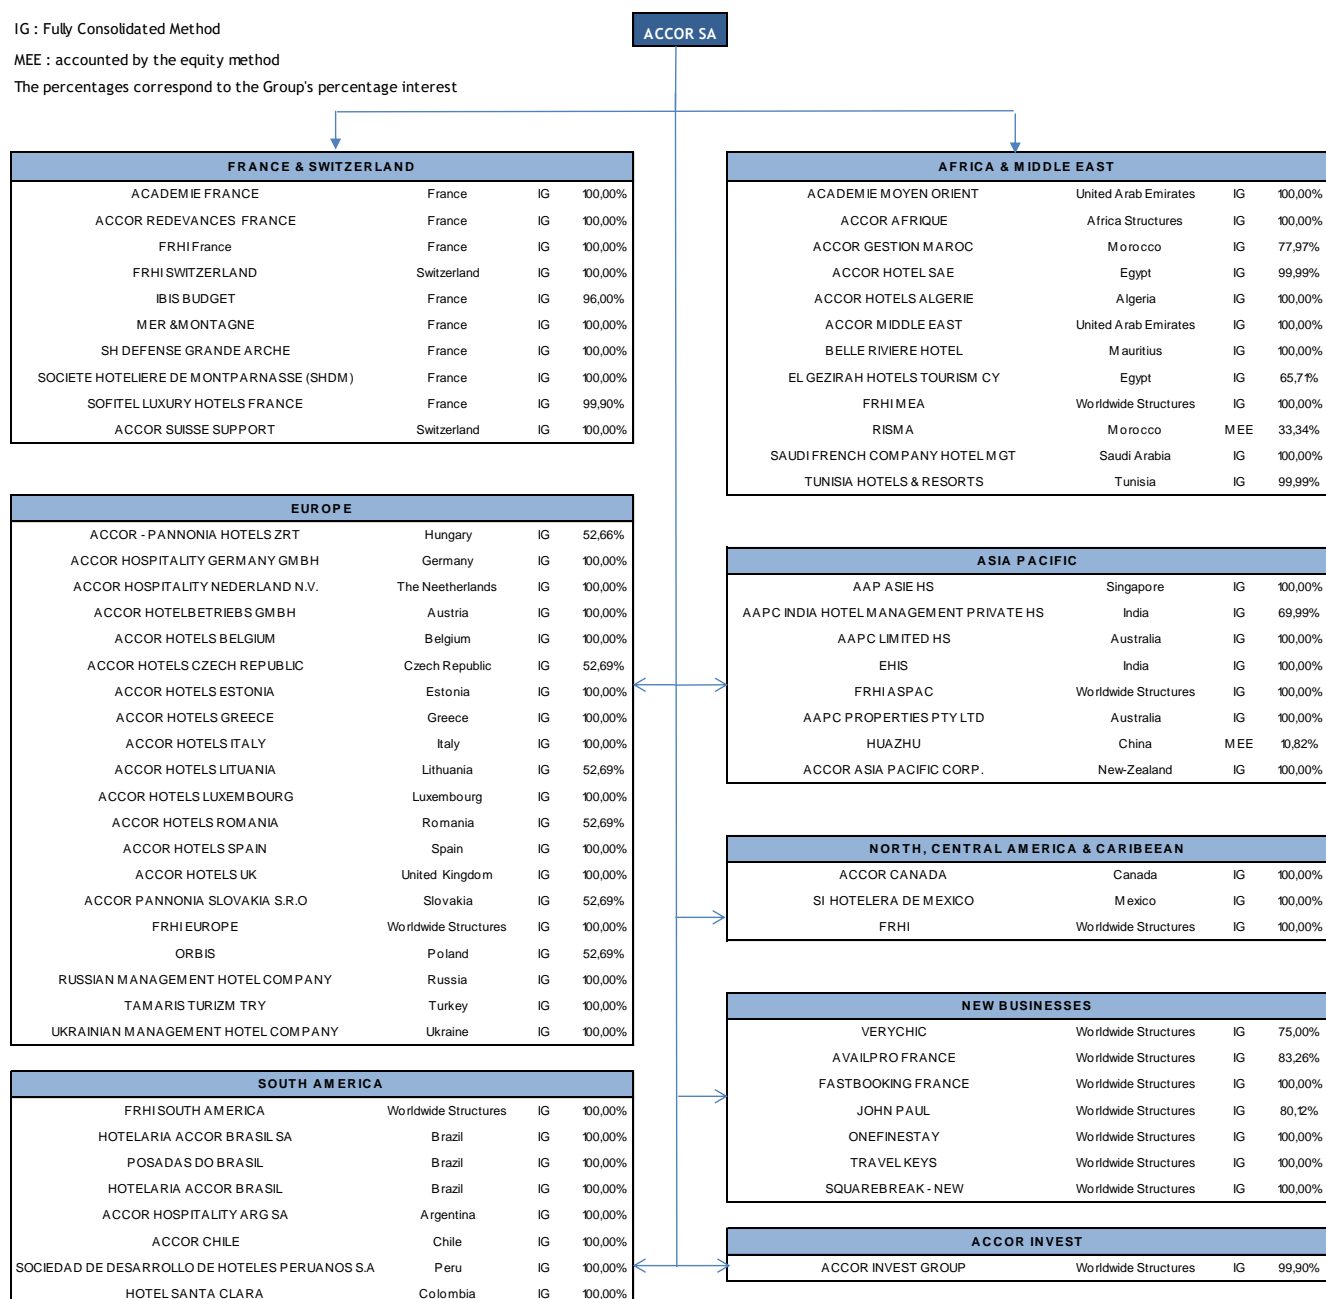 IG : Fully Consolidated Method
ACCOR SA
MEE : accounted by the equity method
The percentages correspond to the Group's percentage interest
FRANCE & SWITZERLAND
ACADEMIE FRANCE France IG 100,00%
ACCOR REDEVANCES FRANCE France IG 100,00%
FRHI France France IG 100,00%
FRHI SWITZERLAND Switzerland IG 100,00%
IBIS BUDGET France IG 96,00%
MER &MONTAGNE France IG 100,00%
SH DEFENSE GRANDE ARCHE France IG 100,00%
SOCIETE HOTELIERE DE MONTPARNASSE (SHDM) France IG 100,00%
SOFITEL LUXURY HOTELS FRANCE France IG 99,90%
ACCOR SUISSE SUPPORT Switzerland IG 100,00%
EUROPE
ACCOR - PANNONIA HOTELS ZRT Hungary IG 52,66%
ACCOR HOSPITALITY GERMANY GMBH Germany IG 100,00%
ACCOR HOSPITALITY NEDERLAND N.V. The Neetherlands IG 100,00%
ACCOR HOTELBETRIEBS GMBH Austria IG 100,00%
ACCOR HOTELS BELGIUM Belgium IG 100,00%
ACCOR HOTELS CZECH REPUBLIC Czech Republic IG 52,69%
ACCOR HOTELS ESTONIA Estonia IG 100,00%
ACCOR HOTELS GREECE Greece IG 100,00%
ACCOR HOTELS ITALY Italy IG 100,00%
ACCOR HOTELS LITUANIA Lithuania IG 52,69%
ACCOR HOTELS LUXEMBOURG Luxembourg IG 100,00%
ACCOR HOTELS ROMANIA Romania IG 52,69%
ACCOR HOTELS SPAIN Spain IG 100,00%
ACCOR HOTELS UK United Kingdom IG 100,00%
ACCOR PANNONIA SLOVAKIA S.R.O Slovakia IG 52,69%
FRHI EUROPE Worldwide Structures IG 100,00%
ORBIS Poland IG 52,69%
RUSSIAN MANAGEMENT HOTEL COMPANY Russia IG 100,00%
TAMARIS TURIZM TRY Turkey IG 100,00%
UKRAINIAN MANAGEMENT HOTEL COMPANY Ukraine IG 100,00%
SOUTH AMERICA
FRHI SOUTH AMERICA Worldwide Structures IG 100,00%
HOTELARIA ACCOR BRASIL SA Brazil IG 100,00%
POSADAS DO BRASIL Brazil IG 100,00%
HOTELARIA ACCOR BRASIL Brazil IG 100,00%
ACCOR HOSPITALITY ARG SA Argentina IG 100,00%
ACCOR CHILE Chile IG 100,00%
SOCIEDAD DE DESARROLLO DE HOTELES PERUANOS S.A Peru IG 100,00%
HOTEL SANTA CLARA Colombia IG 100,00%
AFRICA & MIDDLE EAST
ACADEMIE MOYEN ORIENT United Arab Emirates IG 100,00%
ACCOR AFRIQUE Africa Structures IG 100,00%
ACCOR GESTION MAROC Morocco IG 77,97%
ACCOR HOTEL SAE Egypt IG 99,99%
ACCOR HOTELS ALGERIE Algeria IG 100,00%
ACCOR MIDDLE EAST United Arab Emirates IG 100,00%
BELLE RIVIERE HOTEL Mauritius IG 100,00%
EL GEZIRAH HOTELS TOURISM CY Egypt IG 65,71%
FRHI MEA Worldwide Structures IG 100,00%
RISMA Morocco MEE 33,34%
SAUDI FRENCH COMPANY HOTEL MGT Saudi Arabia IG 100,00%
TUNISIA HOTELS & RESORTS Tunisia IG 99,99%
ASIA PACIFIC
AAP ASIE HS Singapore IG 100,00%
AAPC INDIA HOTEL MANAGEMENT PRIVATE HS India IG 69,99%
AAPC LIMITED HS Australia IG 100,00%
EHIS India IG 100,00%
FRHI ASPAC Worldwide Structures IG 100,00%
AAPC PROPERTIES PTY LTD Australia IG 100,00%
HUAZHU China MEE 10,82%
ACCOR ASIA PACIFIC CORP. New-Zealand IG 100,00%
NORTH, CENTRAL AMERICA & CARIBEEAN
ACCOR CANADA Canada IG 100,00%
SI HOTELERA DE MEXICO Mexico IG 100,00%
FRHI Worldwide Structures IG 100,00%
NEW BUSINESSES
VERYCHIC Worldwide Structures IG 75,00%
AVAILPRO FRANCE Worldwide Structures IG 83,26%
FASTBOOKING FRANCE Worldwide Structures IG 100,00%
JOHN PAUL Worldwide Structures IG 80,12%
ONEFINESTAY Worldwide Structures IG 100,00%
TRAVEL KEYS Worldwide Structures IG 100,00%
SQUAREBREAK - NEW Worldwide Structures IG 100,00%
ACCOR INVEST
ACCOR INVEST GROUP Worldwide Structures IG 99,90%